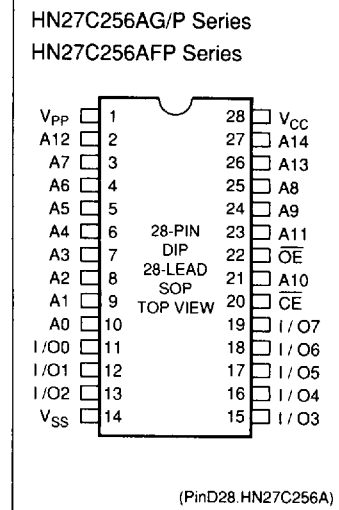 HN27C256AG/P Series
HN27C256AFP Series
VPP 1 28 VCC
A12 2 27 A14
A7 3 26 A13
A6 4 25 A8
A5 5 24 A9
A4 6 28-PIN 23 A11
A3 7 DIP 22 OE
A2 8 28-LEAD 21 A10
A1 9 SOP 20 CE
A0 10 TOP VIEW 19 I/O7
I/O0 11 18 I/O6
I/O1 12 17 I/O5
I/O2 13 16 I/O4
VSS 14 15 I/O3
(PinD28.HN27C256A)